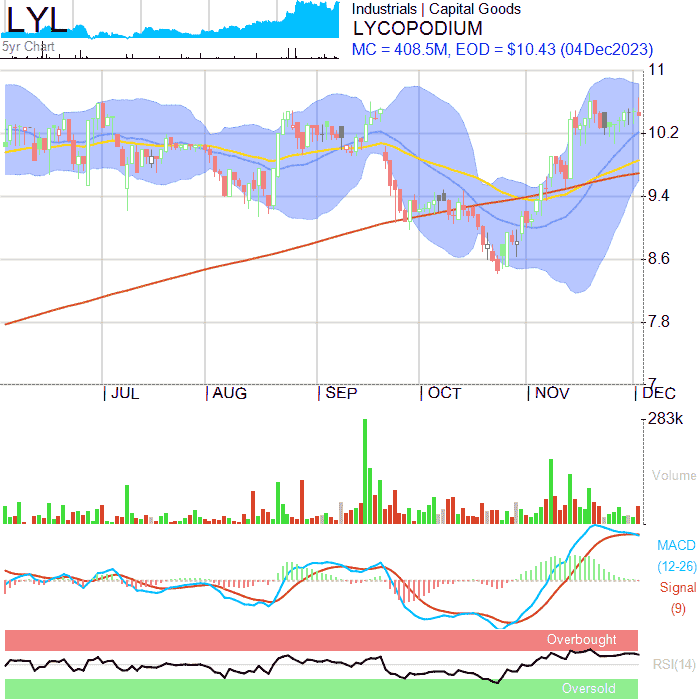 LYL
5yr Chart
Industrials | Capital Goods
LYCOPODIUM
MC = 408.5M, EOD = $10.43 (04Dec2023)
11
10.2
9.4
8.6
7.8
7
JUL AUG SEP OCT NOV DEC
283k
Volume
MACD
(12-26)
Signal
(9)
Overbought
RSI(14)
Oversold